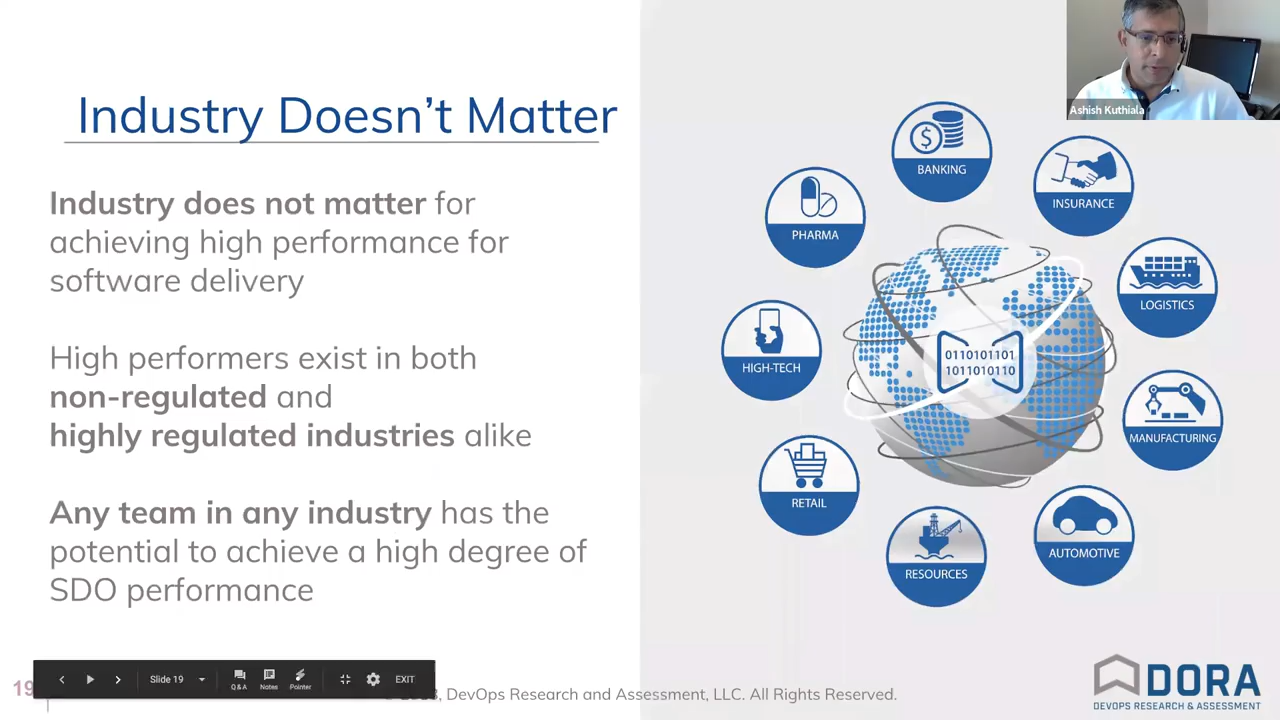 Industry Doesn't Matter
Industry does not matter for
achieving high performance for
software delivery
High performers exist in both
non-regulated and
highly regulated industries alike
Any team in any industry has the
potential to achieve a high degree of
SDO performance
Ashish Kuthiala
BANKING
INSURANCE
PHARMA
LOGISTICS
0110101101
1011010110
HIGH-TECH
MANUFACTURING
RETAIL
AUTOMOTIVE
RESOURCES
19
Slide 19
Q&A
Notes
Pointer
EXIT
DevOps Research and Assessment, LLC. All Rights Reserved.
DORA
DEVOPS RESEARCH & ASSESSMENT